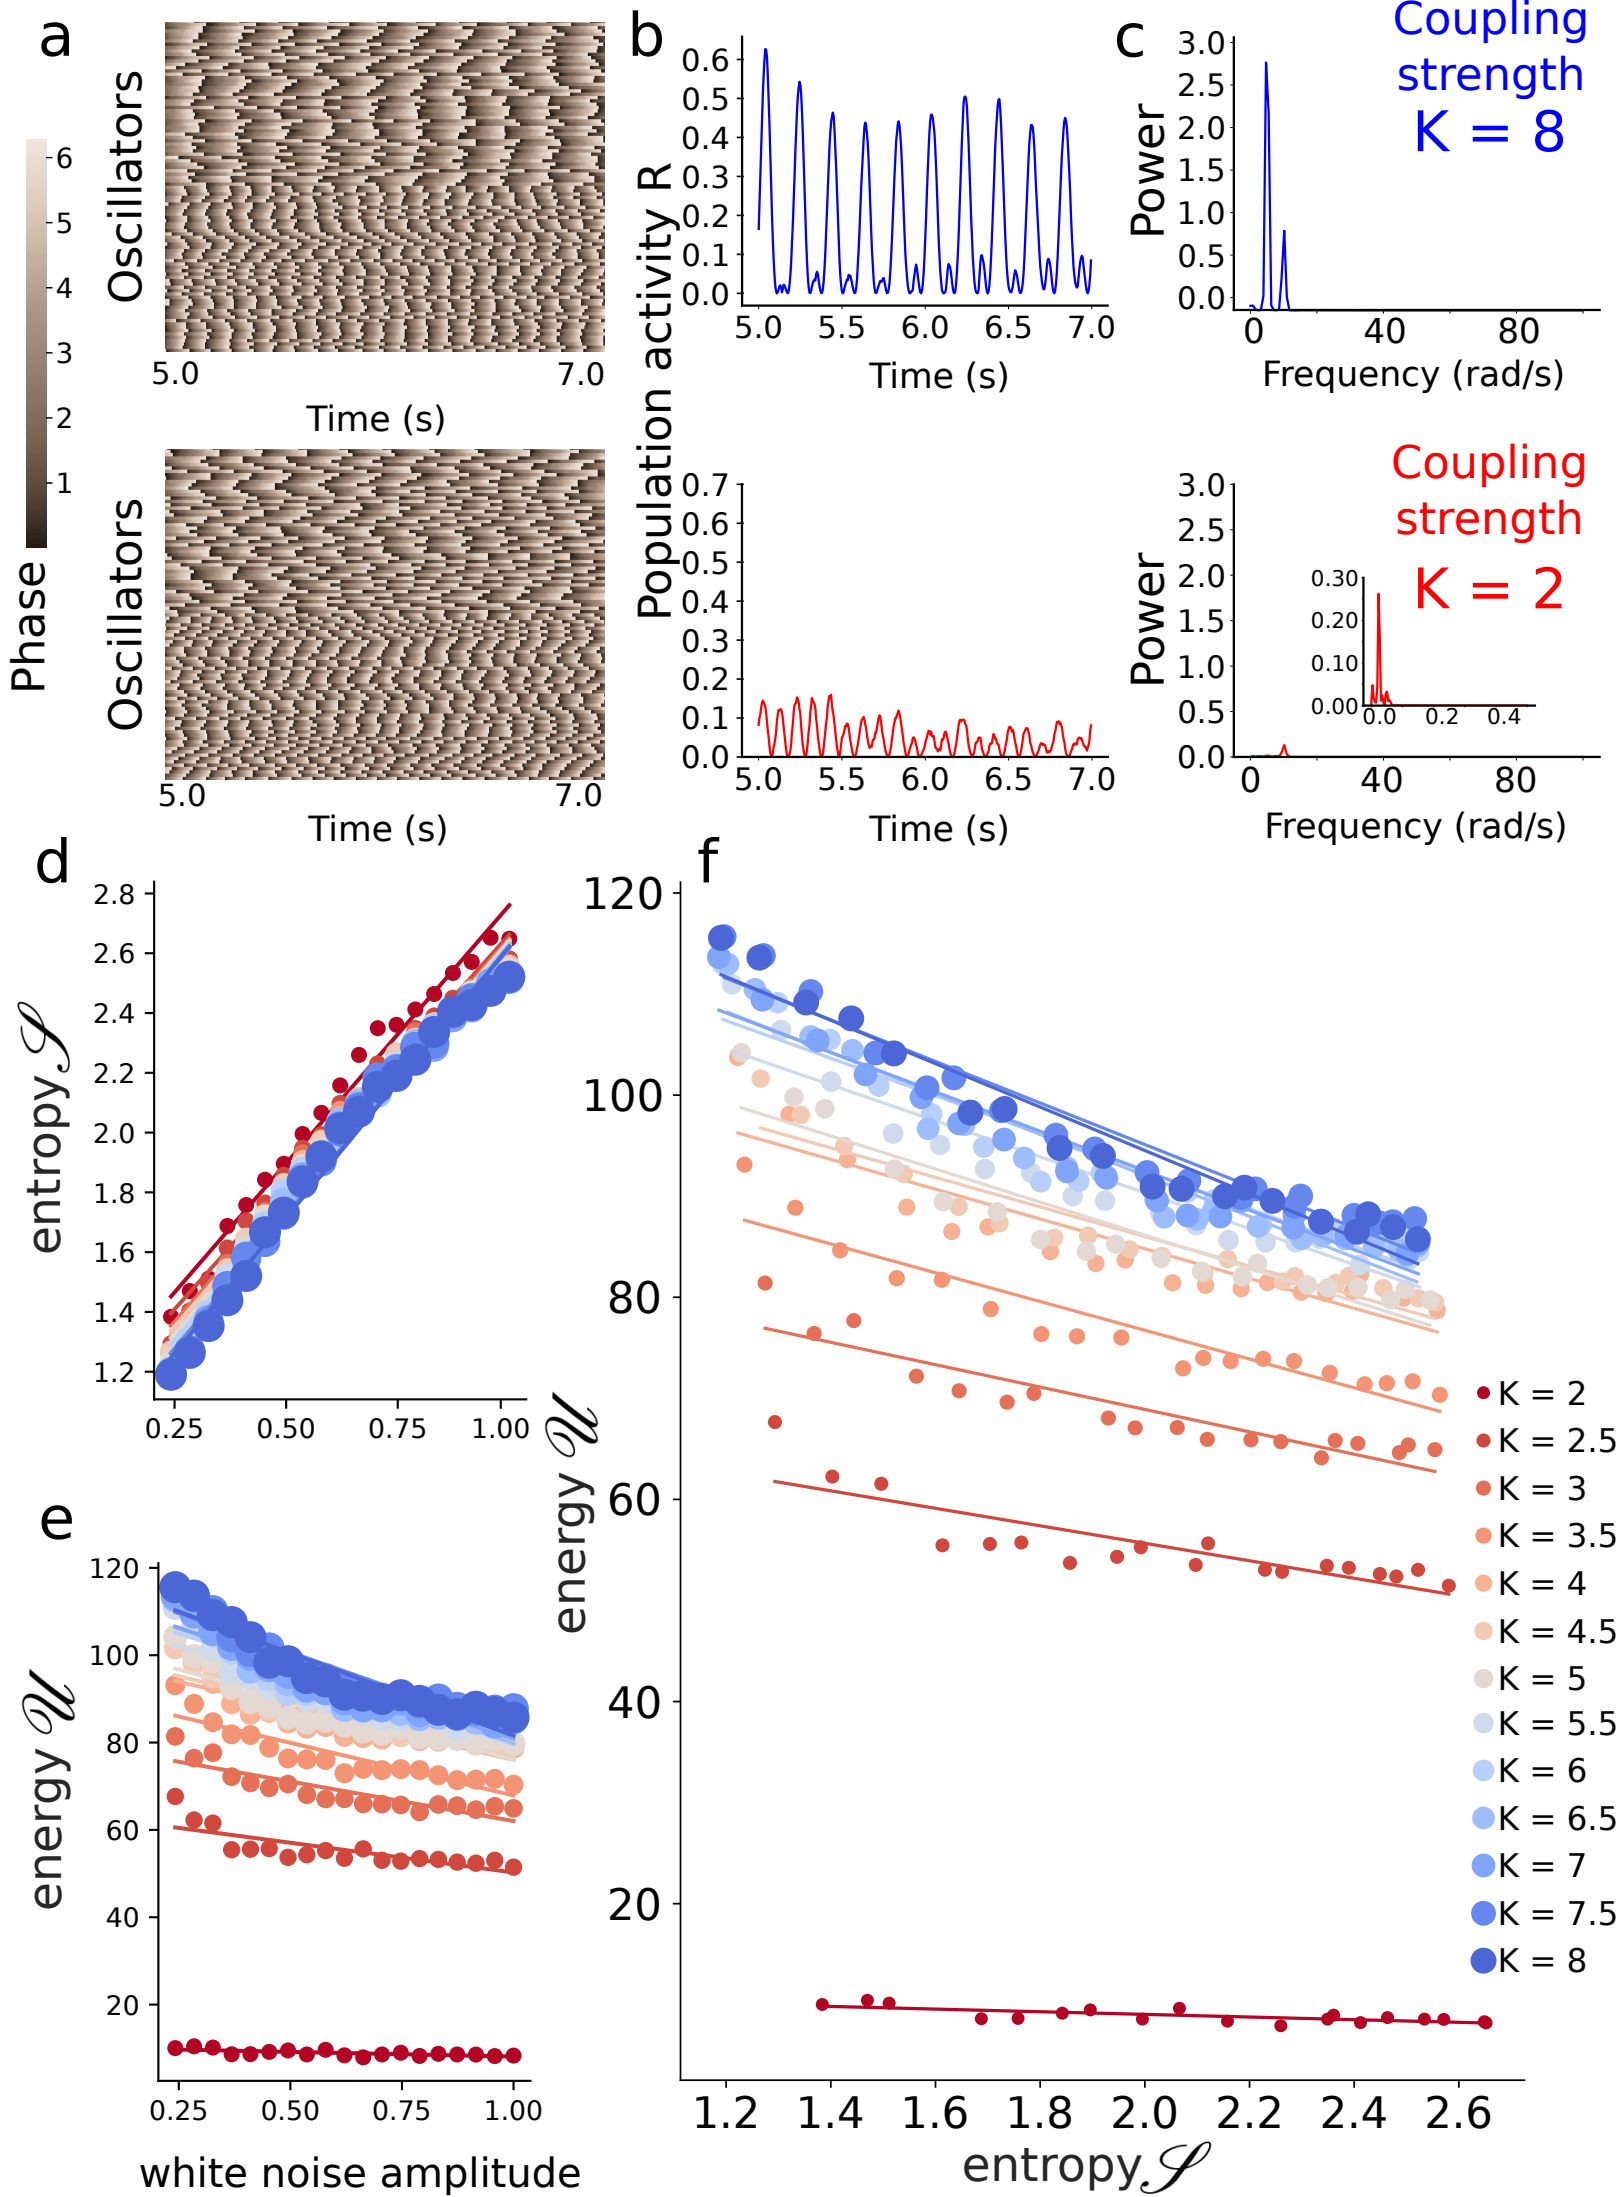 a
Phase
6
5
4
3
2
1
Oscillators
5.0 7.0
Time (s)
Oscillators
5.0 7.0
Time (s)
b
Population activity R
0.6
0.5
0.4
0.3
0.2
0.1
0.0
5.0 5.5 6.0 6.5 7.0
Time (s)
0.7
0.6
0.5
0.4
0.3
0.2
0.1
0.0
5.0 5.5 6.0 6.5 7.0
Time (s)
c
Coupling
strength
K = 8
Power
3.0
2.5
2.0
1.5
1.0
0.5
0.0
0 40 80
Frequency (rad/s)
Coupling
strength
K = 2
Power
3.0
2.5
2.0
1.5
1.0
0.5
0.0
0 40 80
Frequency (rad/s)
0.30
0.20
0.10
0.00
0.0 0.2 0.4
d
entropy 𝒮
2.8
2.6
2.4
2.2
2.0
1.8
1.6
1.4
1.2
0.25 0.50 0.75 1.00
e
energy 𝒰
120
100
80
60
40
20
0.25 0.50 0.75 1.00
white noise amplitude
f
energy 𝒰
120
100
80
60
40
20
1.2 1.4 1.6 1.8 2.0 2.2 2.4 2.6
entropy 𝒮
K = 2
K = 2.5
K = 3
K = 3.5
K = 4
K = 4.5
K = 5
K = 5.5
K = 6
K = 6.5
K = 7
K = 7.5
K = 8